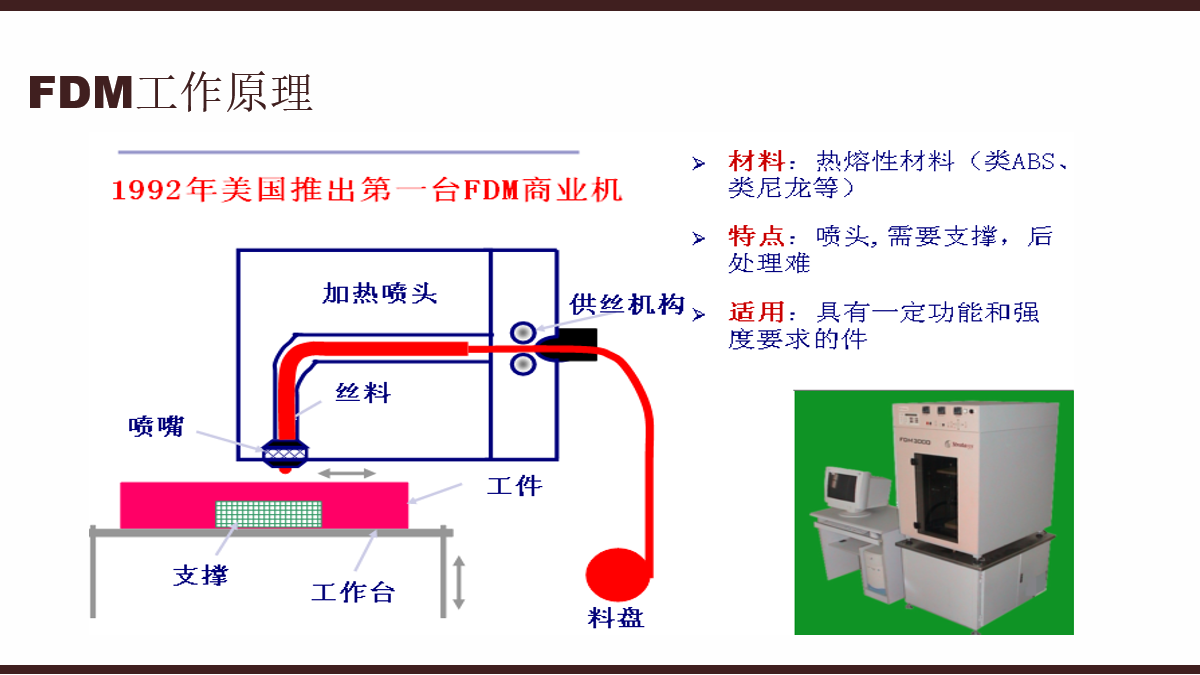 FDM工作原理
1992年美国推出第一台FDM商业机
加热喷头
供丝机构
丝料
喷嘴
工件
支撑
工作台
料盘
➢ 材料：热熔性材料（类ABS、
类尼龙等）
➢ 特点：喷头,需要支撑，后
处理难
➢ 适用：具有一定功能和强
度要求的件
FDM3000
Stratasys